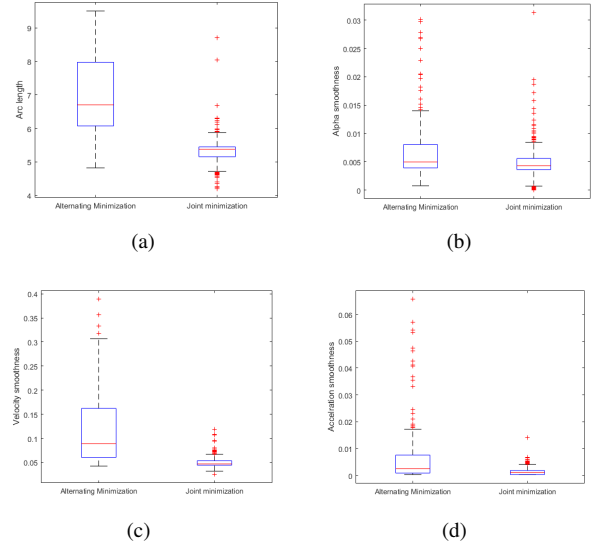 9
8
7
6
5
4
Arc length
Alternating Minimization
Joint minimization
(a)
0.03
0.025
0.02
0.015
0.01
0.005
0
Alpha smoothness
Alternating Minimization
Joint minimization
(b)
0.4
0.35
0.3
0.25
0.2
0.15
0.1
0.05
Velocity smoothness
Alternating Minimization
Joint minimization
(c)
0.06
0.05
0.04
0.03
0.02
0.01
0
Accelration smoothness
Alternating Minimization
Joint minimization
(d)